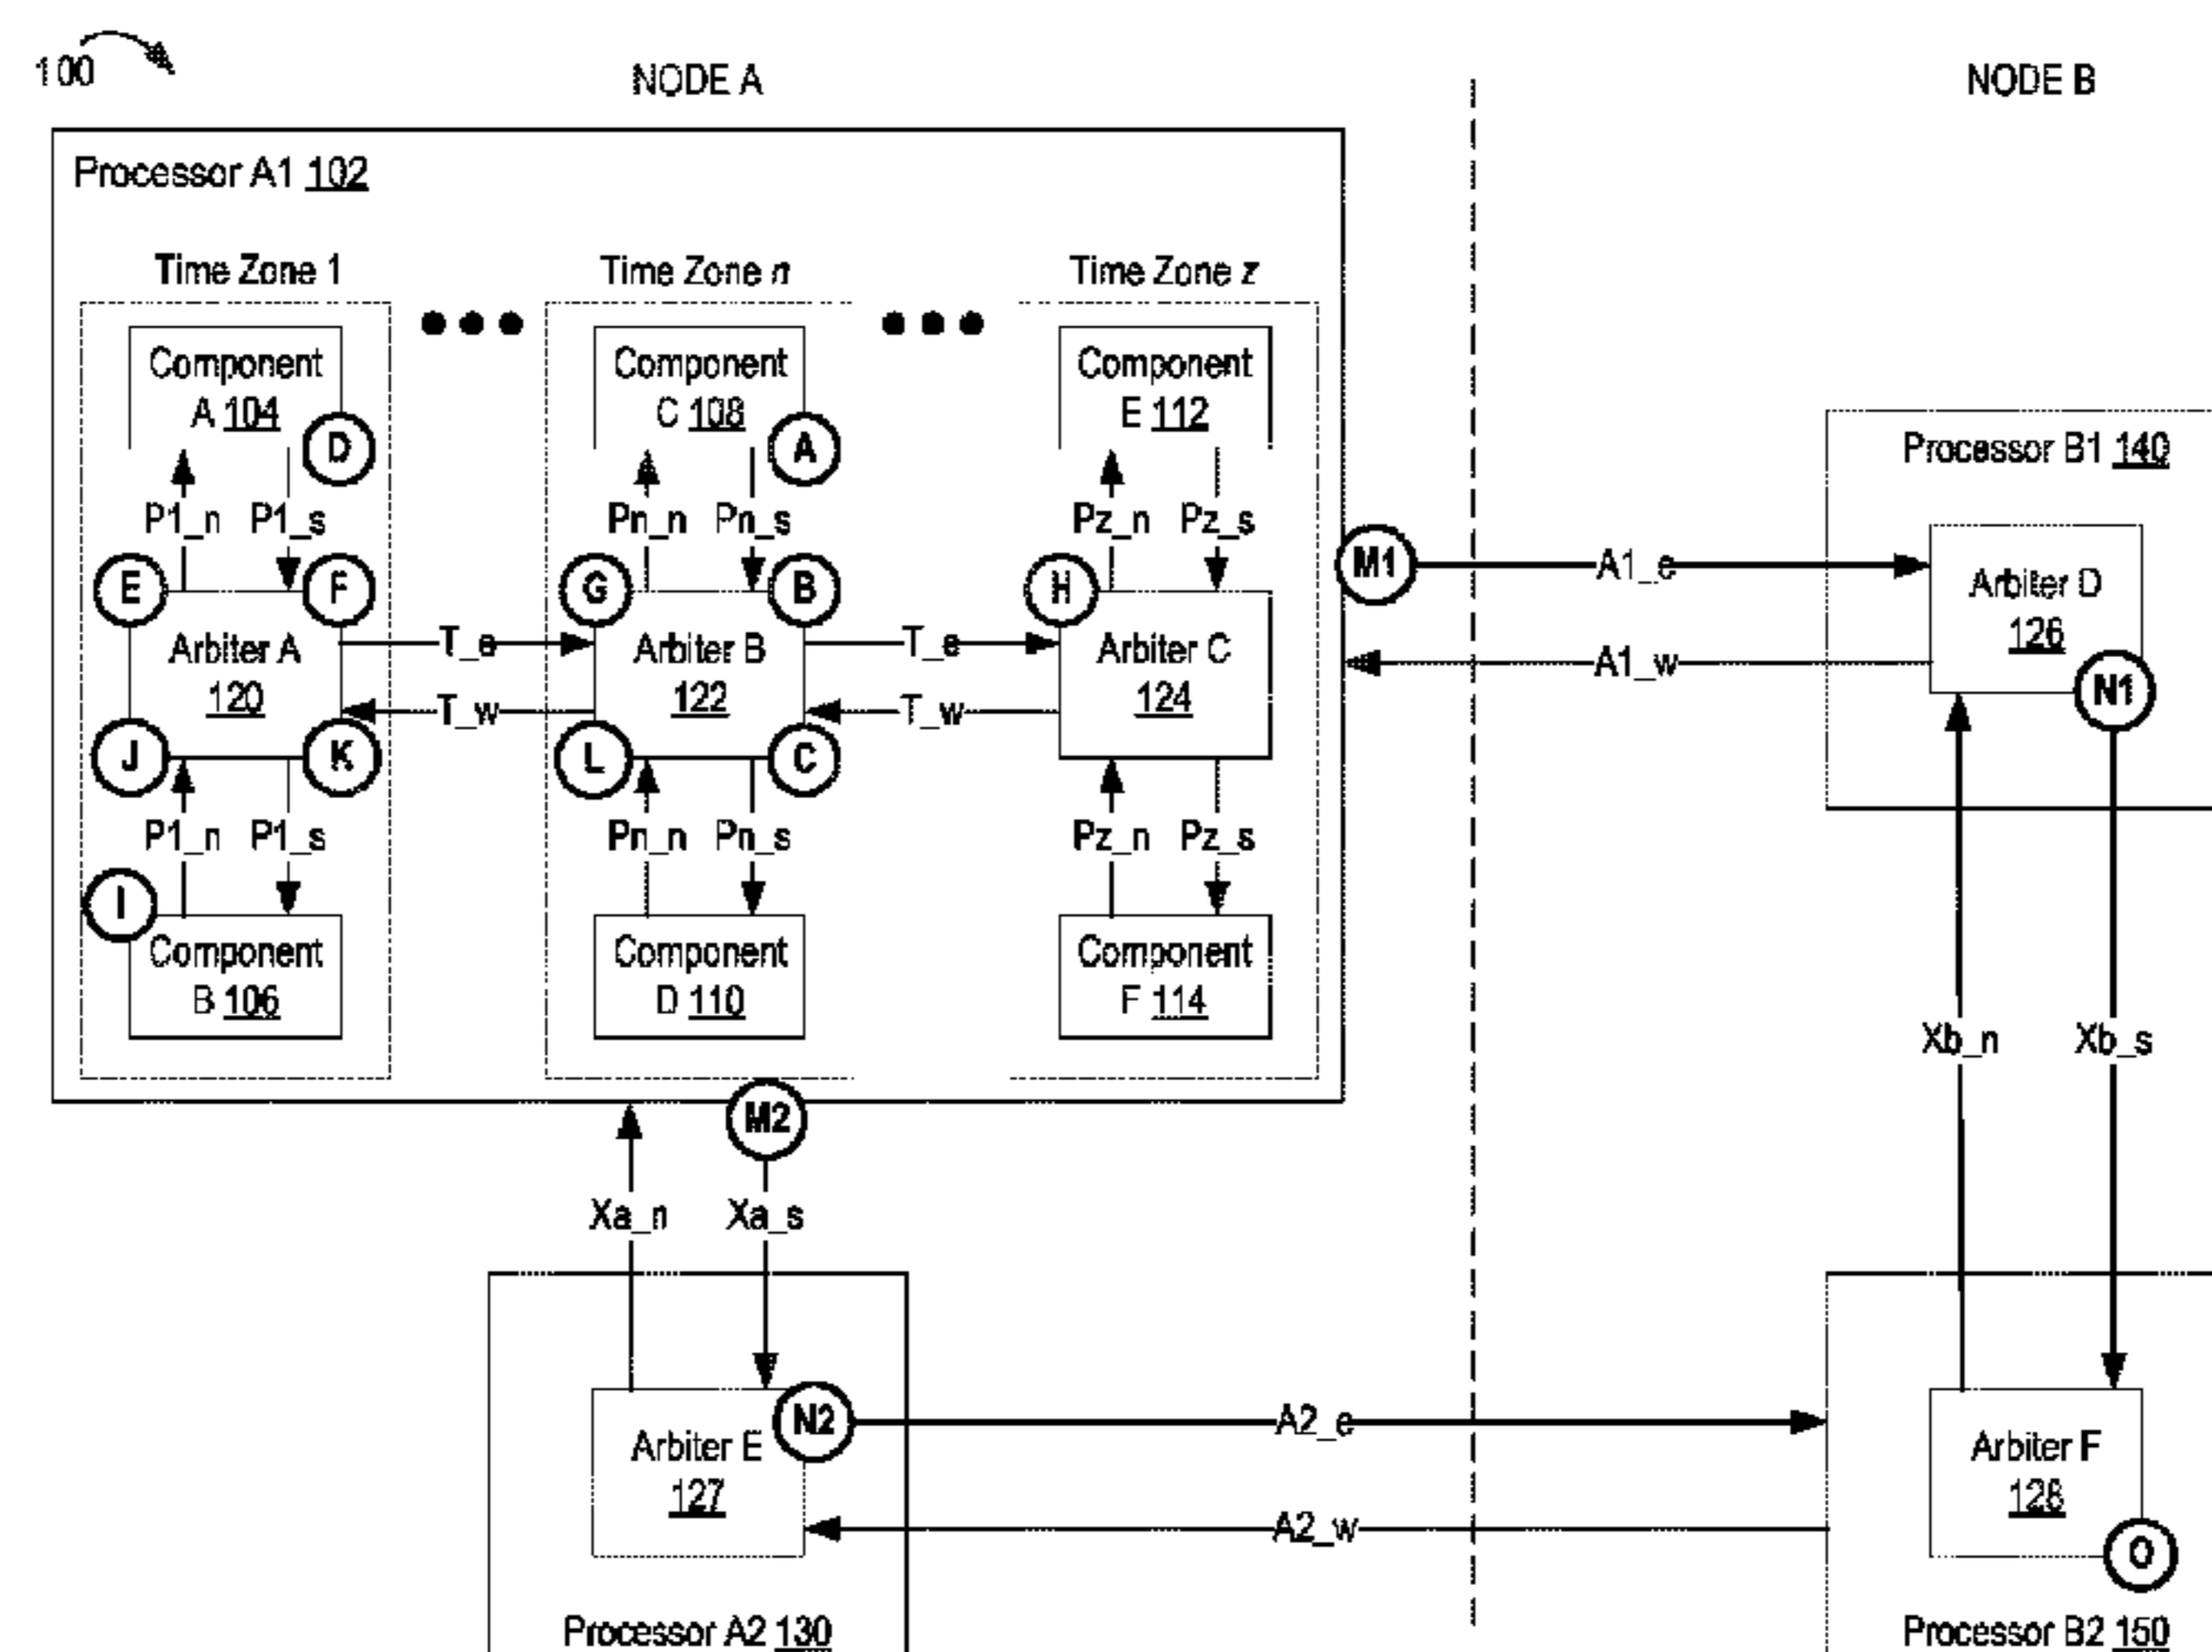 100
NODE A
NODE B
Processor A1 102
Time Zone 1
Time Zone n
Time Zone z
Component
A 104
Component
C 108
Component
E 112
D
A
Processor B1 140
P1_n
P1_s
Pn_n
Pn_s
Pz_n
Pz_s
M1
A1_e
E
F
G
B
H
Arbiter D
126
Arbiter A
120
T_e
Arbiter B
122
T_e
Arbiter C
124
A1_w
T_w
T_w
N1
J
K
L
C
P1_n
P1_s
Pn_n
Pn_s
Pz_n
Pz_s
I
Component
B 106
Component
D 110
Component
F 114
Xb_n
Xb_s
M2
Xa_n
Xa_s
N2
A2_e
Arbiter E
127
Arbiter F
128
A2_w
O
Processor A2 130
Processor B2 150